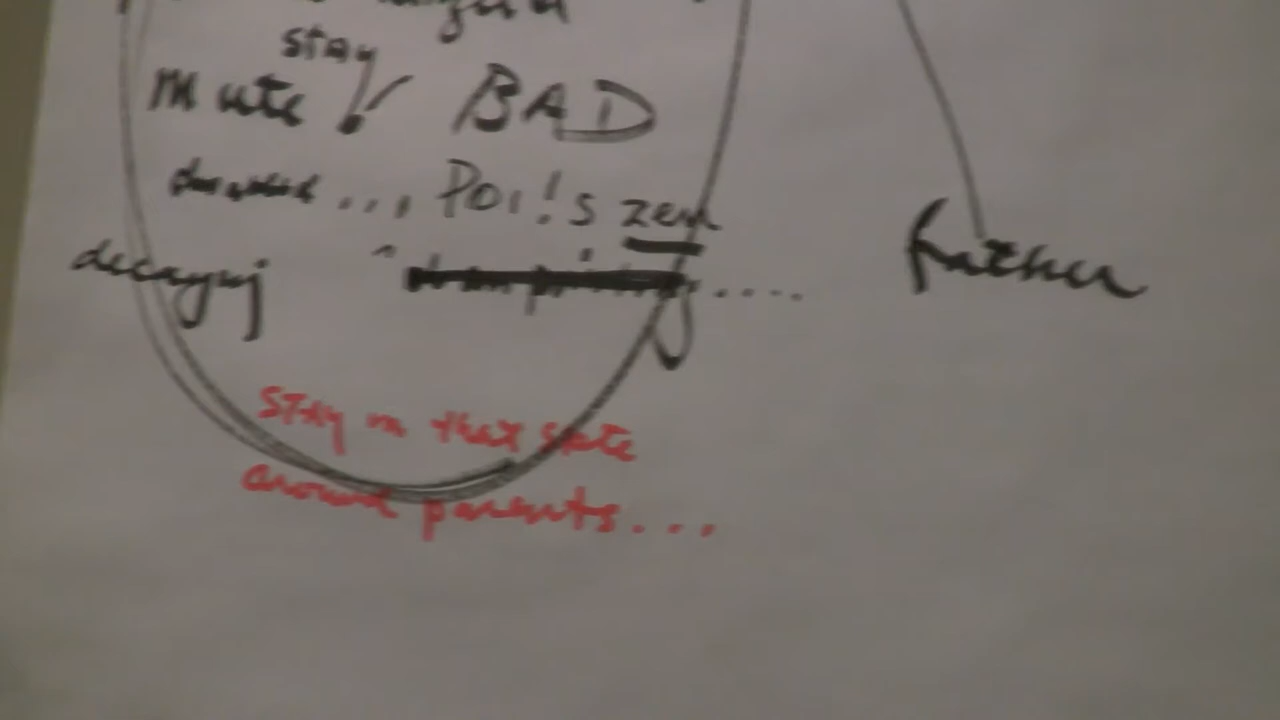 stay
mute! BAD
... Poi!s zen
decaying ....
father
stay in that state
around parents...